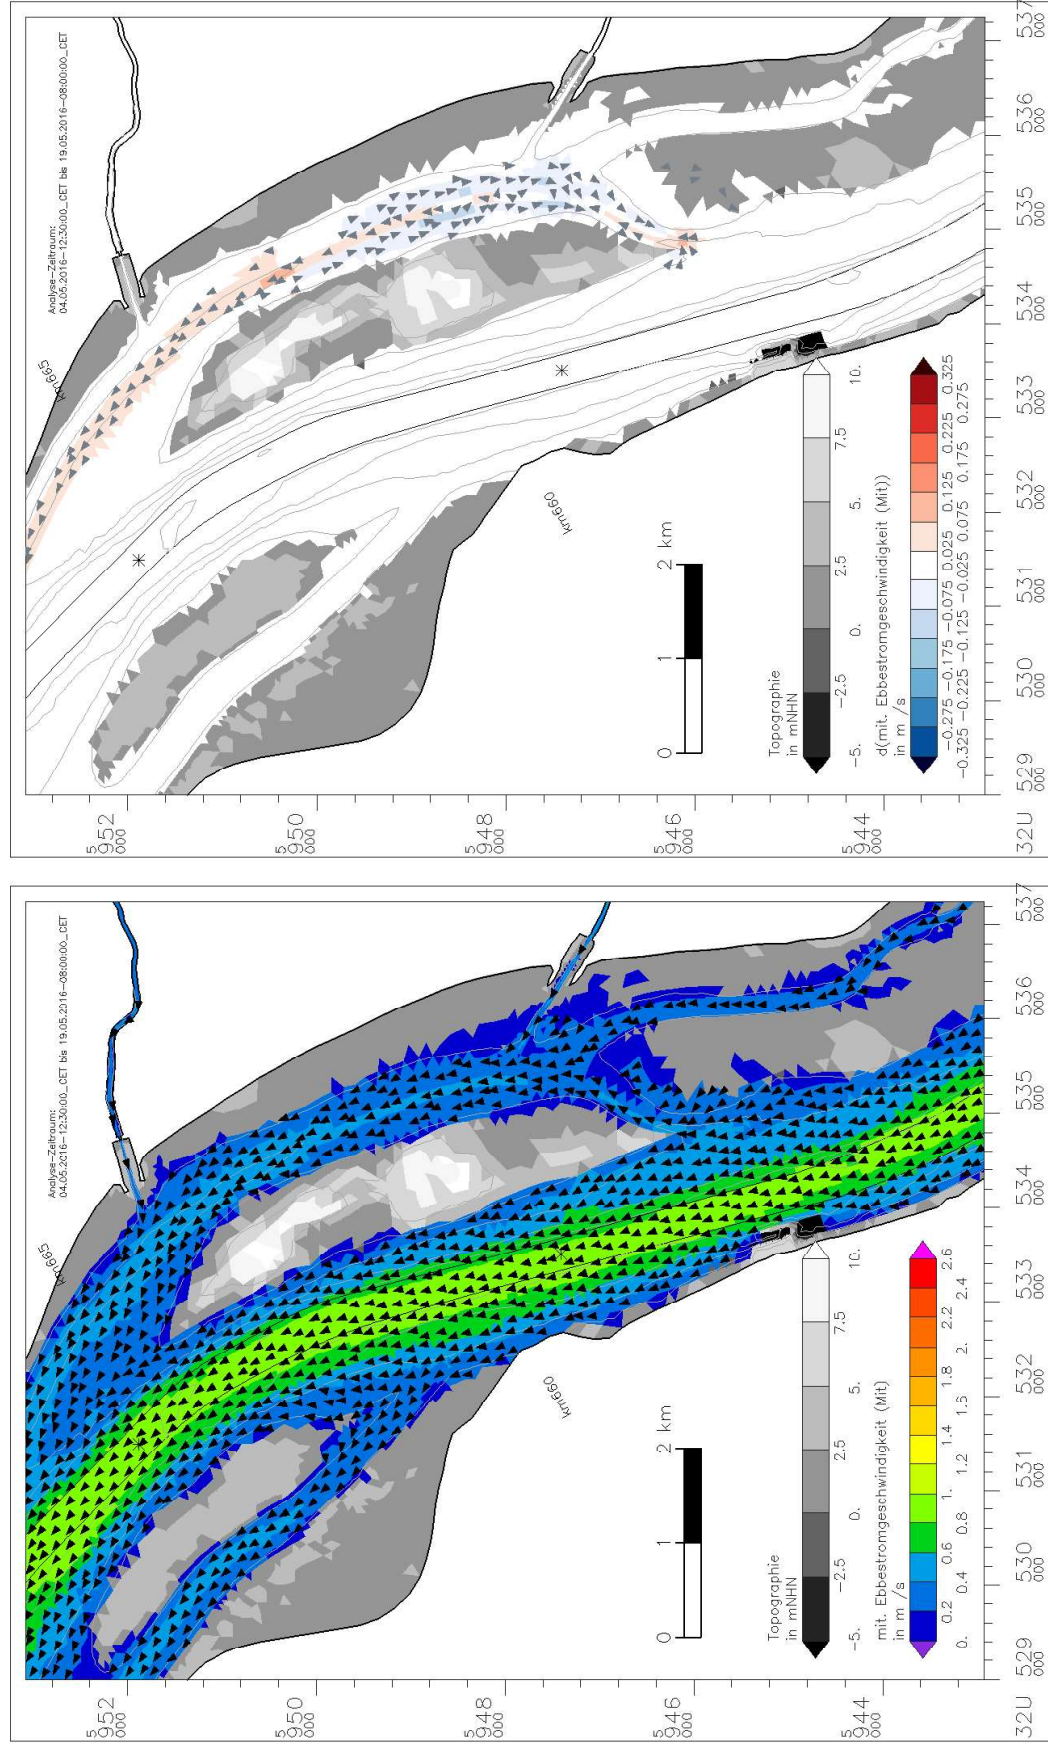 5952
000
5950
000
5948
000
5946
000
5944
000
32U
529
000
530
000
531
000
532
000
533
000
534
000
535
000
536
000
537
000
Analyse-Zeitraum:
04.05.2016-12:30:00_CET bis 19.05.2016-08:00:00_CET
km665
km660
0 1 2 km
Topographie
in mNHN
-5. -2.5 0. 2.5 5. 7.5 10.
mit. Ebbestromgeschwindigkeit (Mit)
in m / s
0. 0.2 0.4 0.6 0.8 1. 1.2 1.4 1.6 1.8 2. 2.2 2.4 2.6
5952
000
5950
000
5948
000
5946
000
5944
000
32U
529
000
530
000
531
000
532
000
533
000
534
000
535
000
536
000
537
000
Analyse-Zeitraum:
04.05.2016-12:30:00_CET bis 19.05.2016-08:00:00_CET
km665
km660
0 1 2 km
Topographie
in mNHN
-5. -2.5 0. 2.5 5. 7.5 10.
d(mit. Ebbestromgeschwindigkeit (Mit))
in m / s
-0.275 -0.175 -0.075 0.025 0.125 0.225 0.325
-0.325 -0.225 -0.125 -0.025 0.075 0.175 0.275